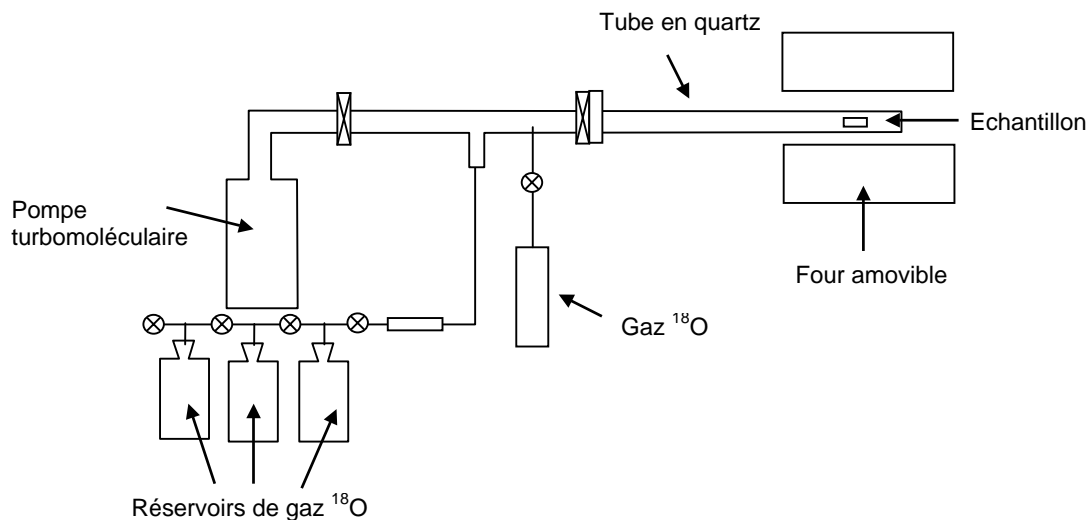 Tube en quartz
Echantillon
Pompe
turbomoléculaire
Four amovible
Gaz ¹⁸O
Réservoirs de gaz ¹⁸O